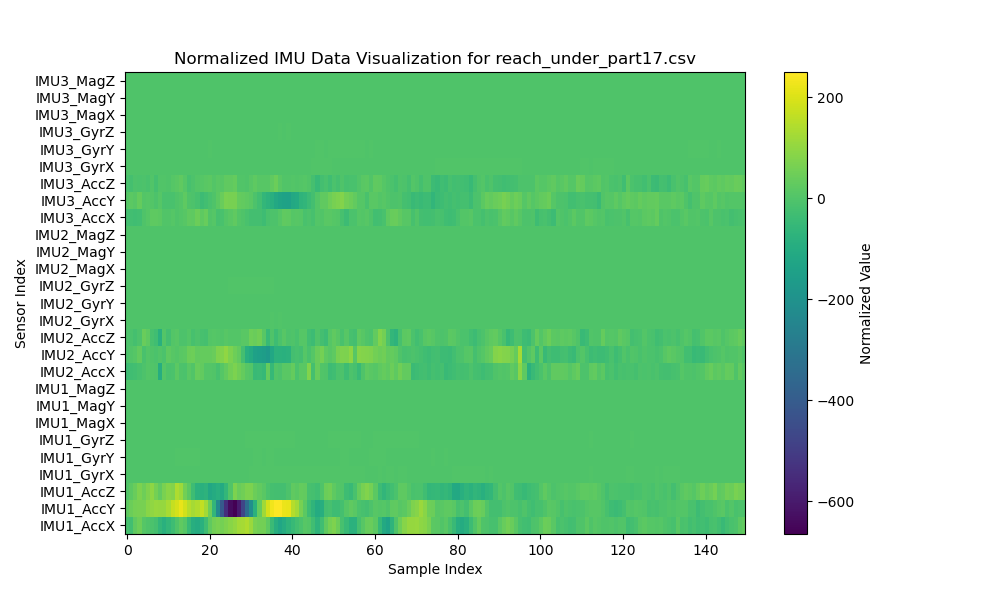 Normalized IMU Data Visualization for reach_under_part17.csv
IMU3_MagZ
IMU3_MagY
IMU3_MagX
IMU3_GyrZ
IMU3_GyrY
IMU3_GyrX
IMU3_AccZ
IMU3_AccY
IMU3_AccX
IMU2_MagZ
IMU2_MagY
IMU2_MagX
IMU2_GyrZ
IMU2_GyrY
IMU2_GyrX
IMU2_AccZ
IMU2_AccY
IMU2_AccX
IMU1_MagZ
IMU1_MagY
IMU1_MagX
IMU1_GyrZ
IMU1_GyrY
IMU1_GyrX
IMU1_AccZ
IMU1_AccY
IMU1_AccX
Sensor Index
0 20 40 60 80 100 120 140
Sample Index
200
0
−200
−400
−600
Normalized Value